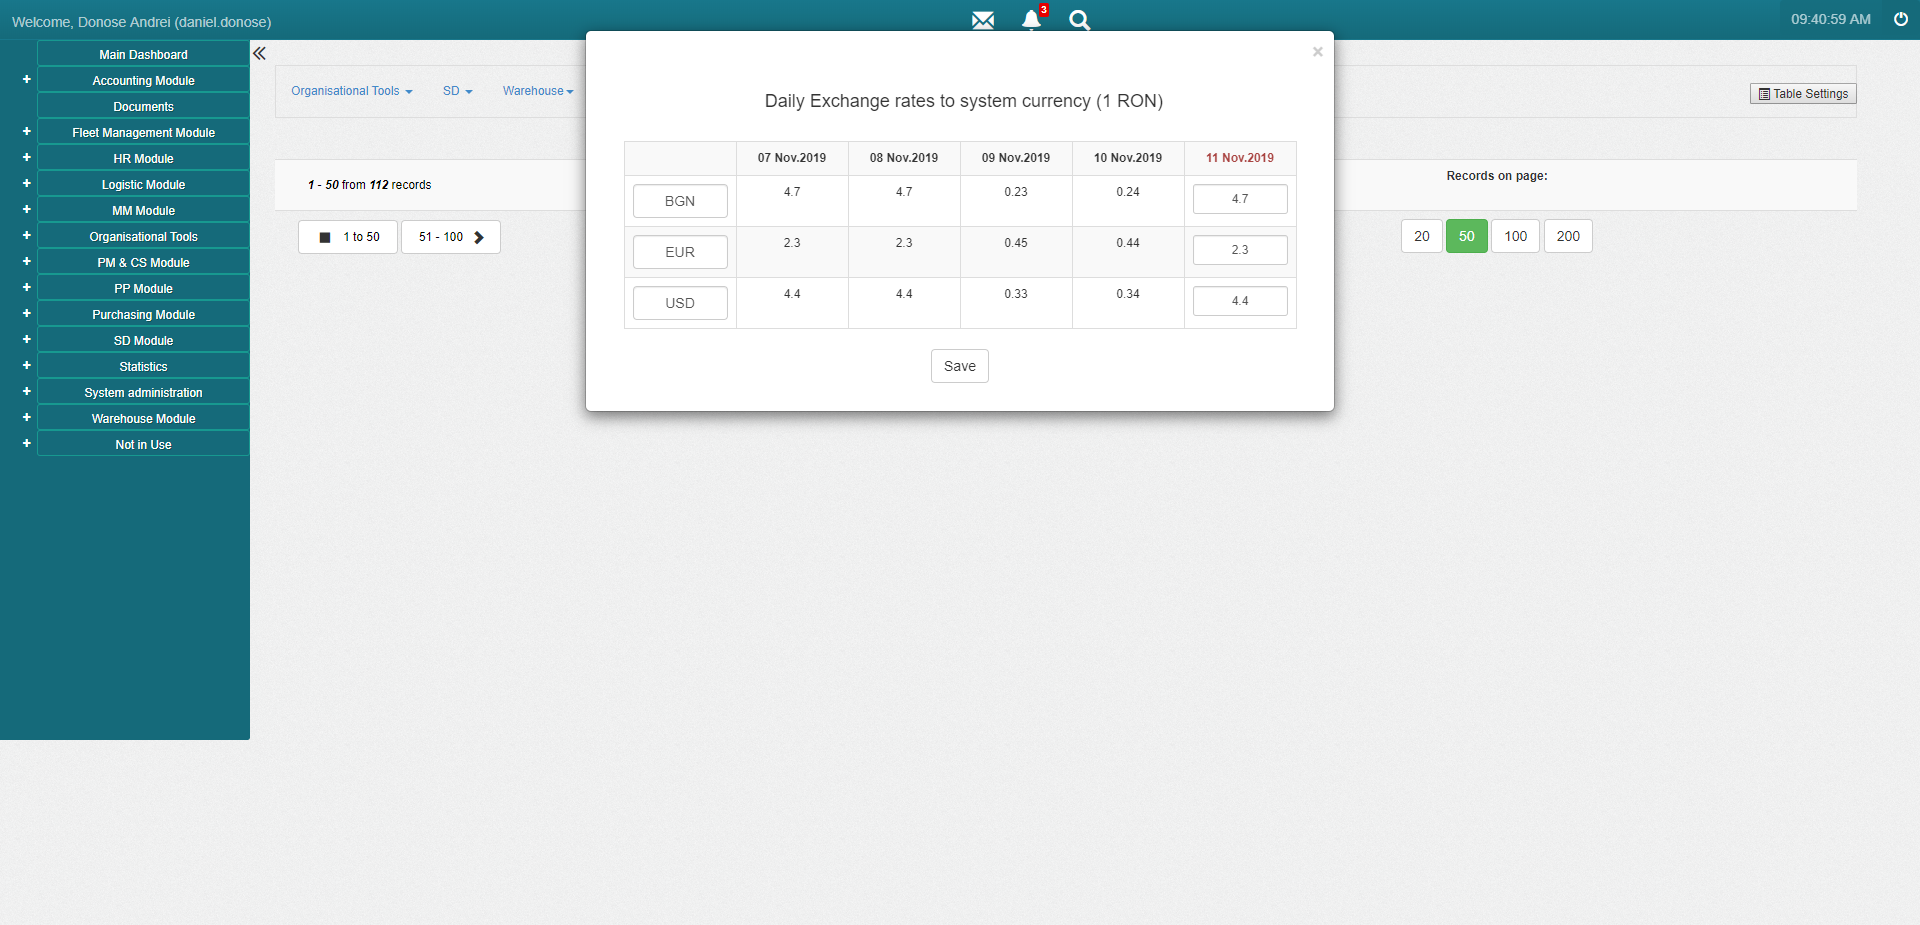 Welcome, Donose Andrei (daniel.donose)
3
09:40:59 AM
Main Dashboard
Accounting Module
Documents
Fleet Management Module
HR Module
Logistic Module
MM Module
Organisational Tools
PM & CS Module
PP Module
Purchasing Module
SD Module
Statistics
System administration
Warehouse Module
Not in Use
Organisational Tools
SD
Warehouse
Table Settings
1 - 50 from 112 records
1 to 50
51 - 100
Records on page:
20 50 100 200
×
Daily Exchange rates to system currency (1 RON)
07 Nov.2019 08 Nov.2019 09 Nov.2019 10 Nov.2019 11 Nov.2019
BGN 4.7 4.7 0.23 0.24 4.7
EUR 2.3 2.3 0.45 0.44 2.3
USD 4.4 4.4 0.33 0.34 4.4
Save